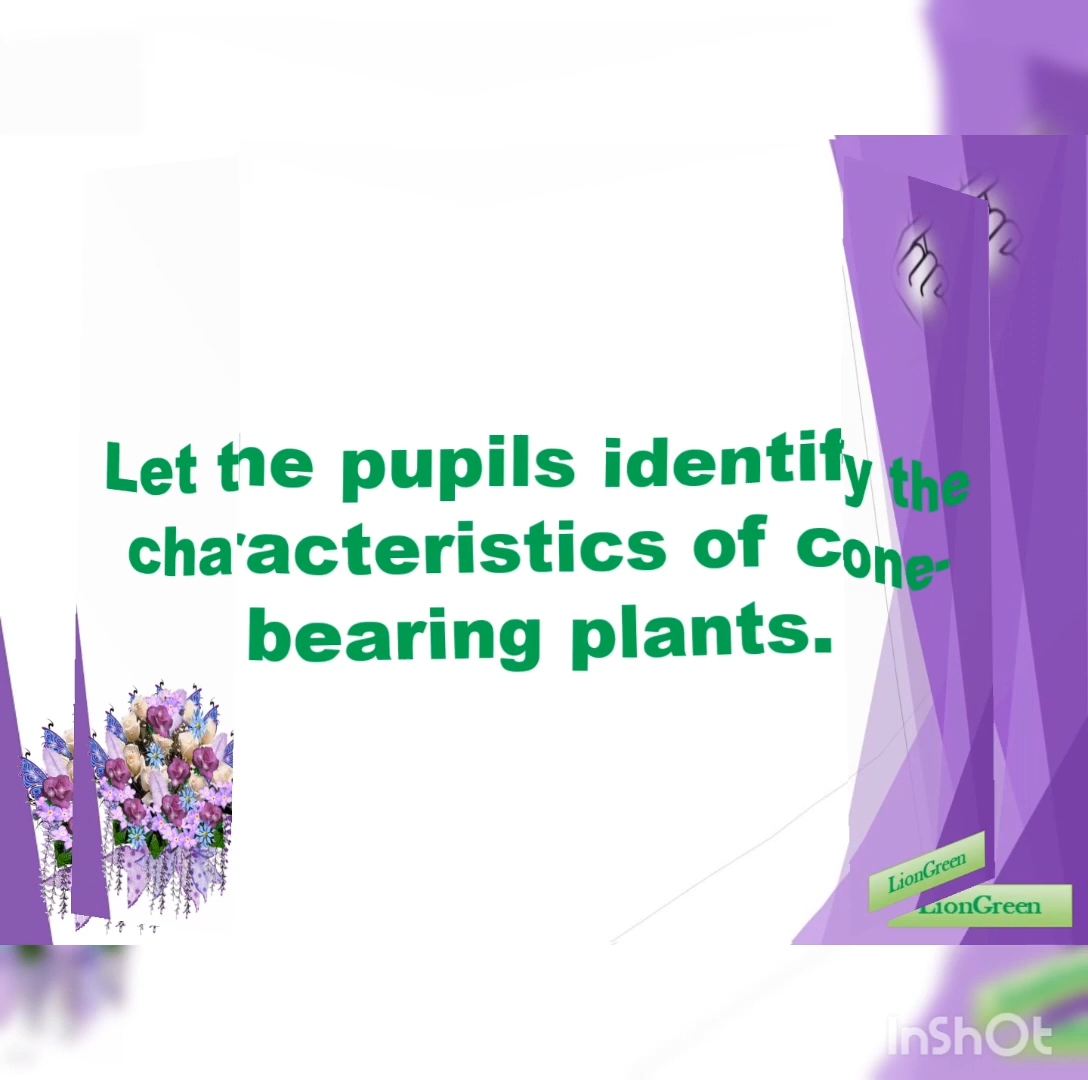 Let the pupils identify the
characteristics of cone-
bearing plants.
LionGreen
LionGreen
InShOt